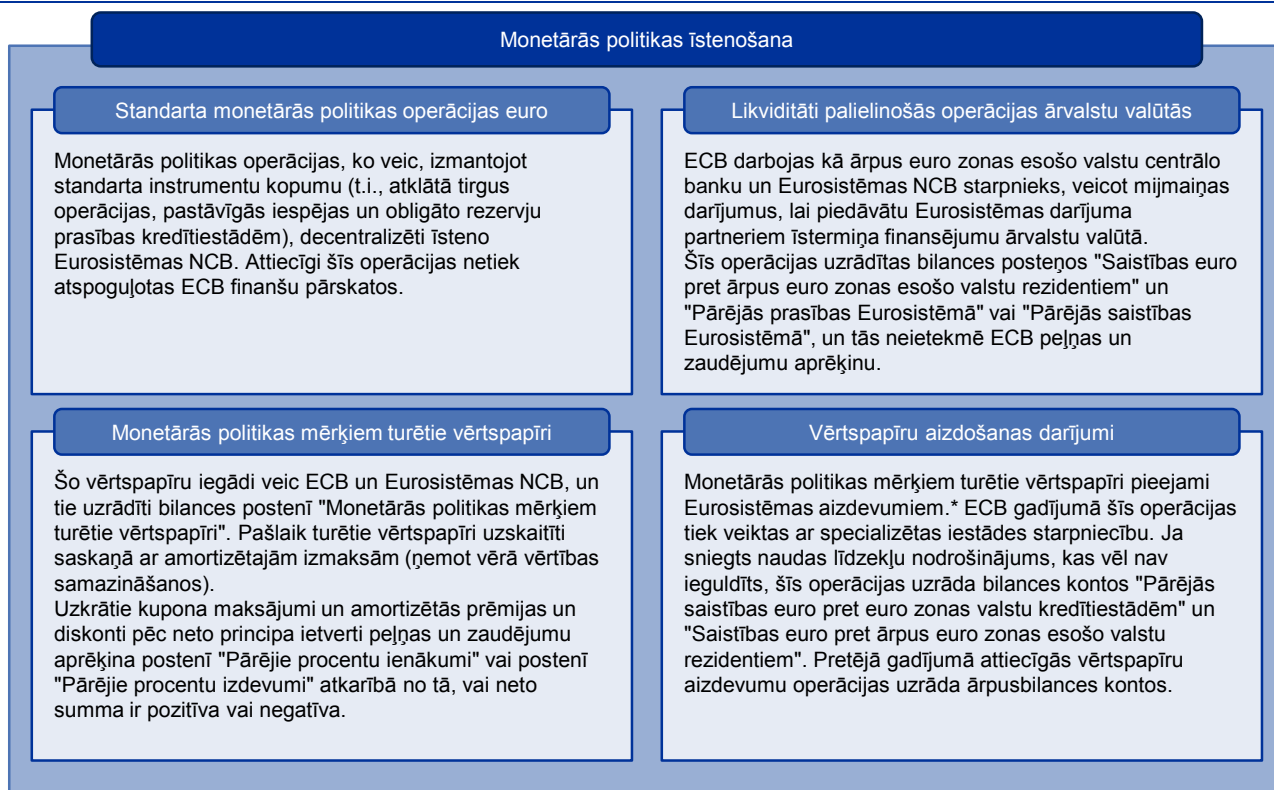 Monetārās politikas īstenošana
Standarta monetārās politikas operācijas euro
Monetārās politikas operācijas, ko veic, izmantojot
standarta instrumentu kopumu (t.i., atklātā tirgus
operācijas, pastāvīgās iespējas un obligāto rezervju
prasības kredītiestādēm), decentralizēti īsteno
Eurosistēmas NCB. Attiecīgi šīs operācijas netiek
atspoguļotas ECB finanšu pārskatos.
Likviditāti palielinošās operācijas ārvalstu valūtās
ECB darbojas kā ārpus euro zonas esošo valstu centrālo
banku un Eurosistēmas NCB starpnieks, veicot mijmaiņas
darījumus, lai piedāvātu Eurosistēmas darījuma
partneriem īstermiņa finansējumu ārvalstu valūtā.
Šīs operācijas uzrādītas bilances posteņos "Saistības euro
pret ārpus euro zonas esošo valstu rezidentiem" un
"Pārējās prasības Eurosistēmā" vai "Pārējās saistības
Eurosistēmā", un tās neietekmē ECB peļņas un
zaudējumu aprēķinu.
Monetārās politikas mērķiem turētie vērtspapīri
Šo vērtspapīru iegādi veic ECB un Eurosistēmas NCB, un
tie uzrādīti bilances postenī "Monetārās politikas mērķiem
turētie vērtspapīri". Pašlaik turētie vērtspapīri uzskaitīti
saskaņā ar amortizētajām izmaksām (ņemot vērā vērtības
samazināšanos).
Uzkrātie kupona maksājumi un amortizētās prēmijas un
diskonti pēc neto principa ietverti peļņas un zaudējumu
aprēķina postenī "Pārējie procentu ienākumi" vai postenī
"Pārējie procentu izdevumi" atkarībā no tā, vai neto
summa ir pozitīva vai negatīva.
Vērtspapīru aizdošanas darījumi
Monetārās politikas mērķiem turētie vērtspapīri pieejami
Eurosistēmas aizdevumiem.* ECB gadījumā šīs operācijas
tiek veiktas ar specializētas iestādes starpniecību. Ja
sniegts naudas līdzekļu nodrošinājums, kas vēl nav
ieguldīts, šīs operācijas uzrāda bilances kontos "Pārējās
saistības euro pret euro zonas valstu kredītiestādēm" un
"Saistības euro pret ārpus euro zonas esošo valstu
rezidentiem". Pretējā gadījumā attiecīgās vērtspapīru
aizdevumu operācijas uzrāda ārpusbilances kontos.